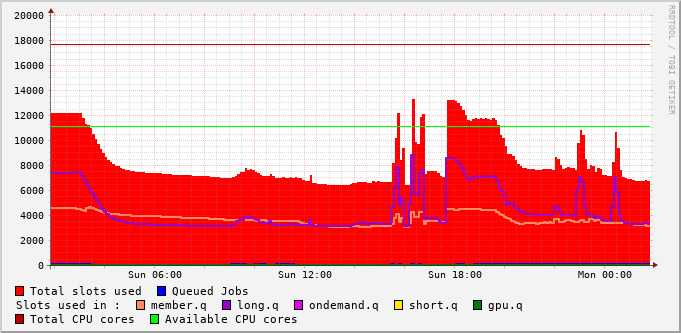 20000
18000
16000
14000
12000
10000
8000
6000
4000
2000
0
Sun 06:00 Sun 12:00 Sun 18:00 Mon 00:00
RRDTOOL / TOBI OETIKER
Total slots used Queued Jobs
Slots used in : member.q long.q ondemand.q short.q gpu.q
Total CPU cores Available CPU cores